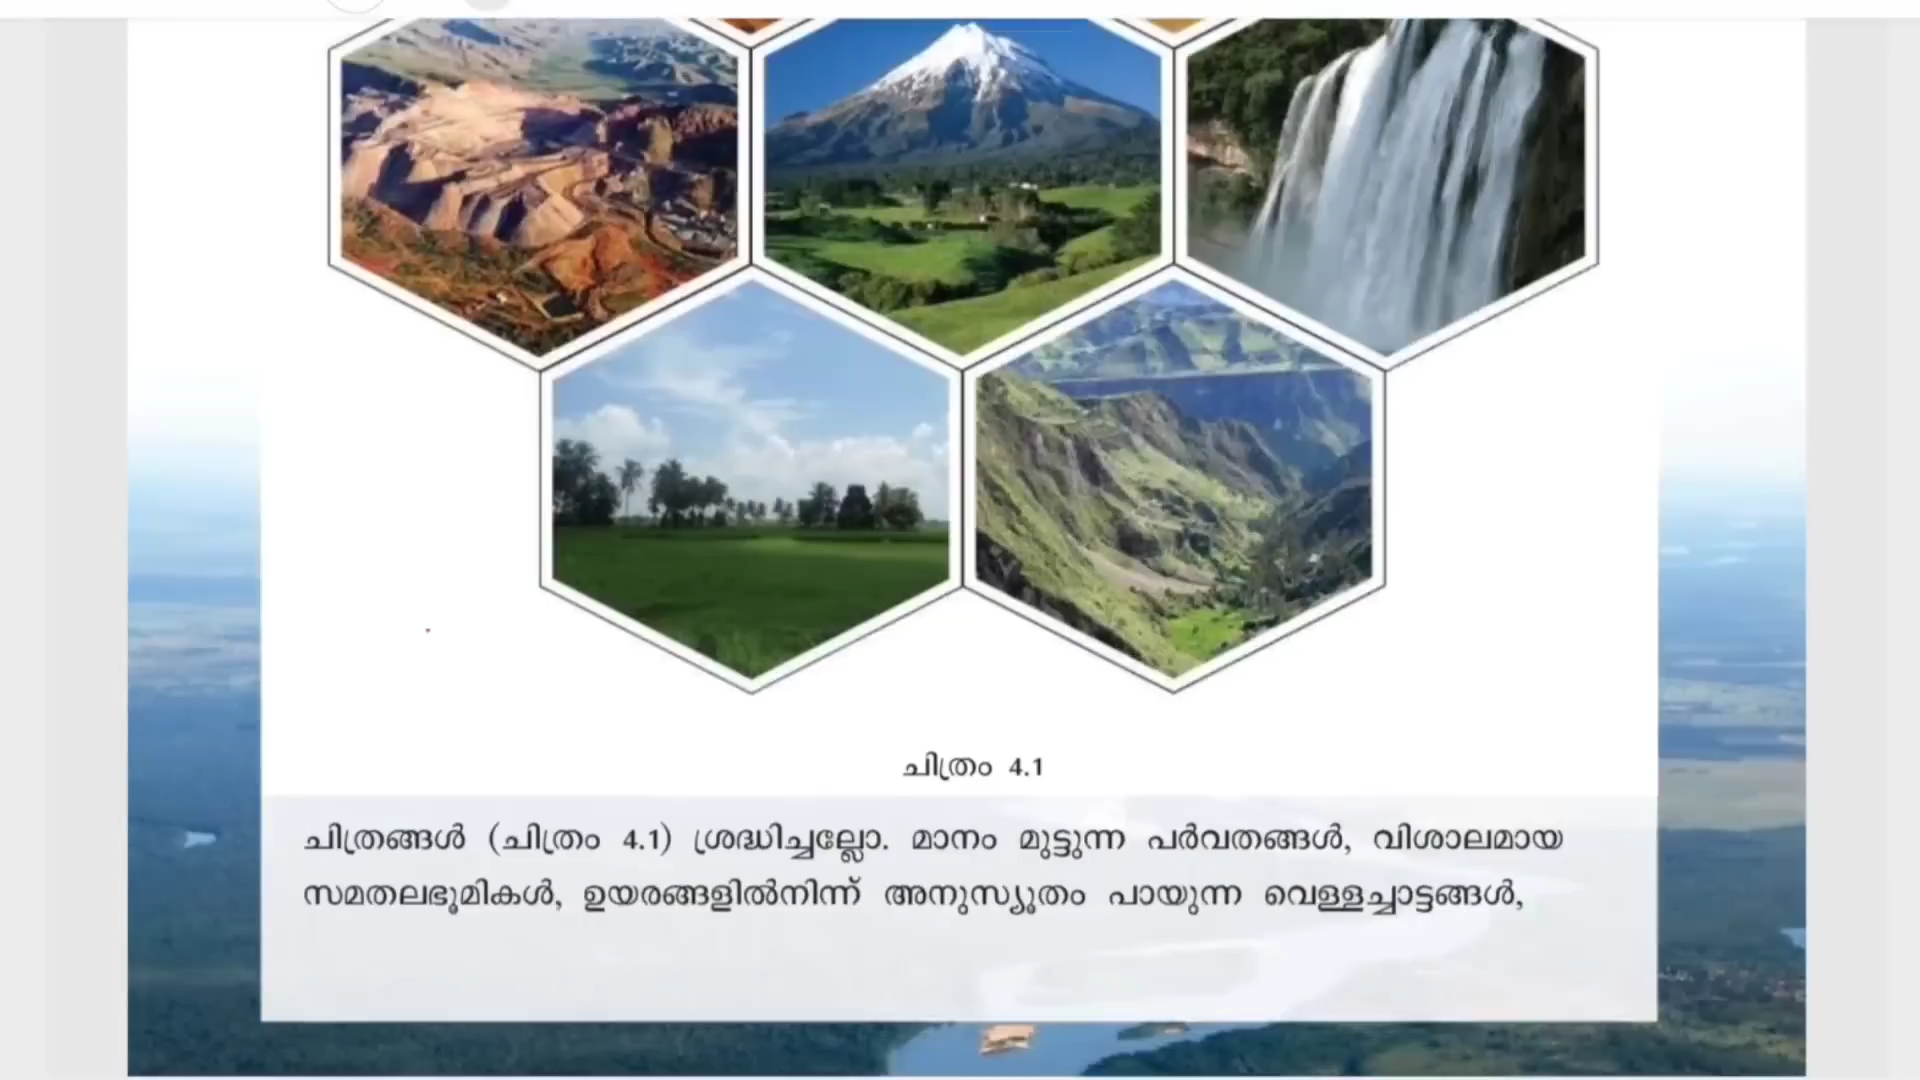 ചിത്രം 4.1
ചിത്രങ്ങൾ (ചിത്രം 4.1) ശ്രദ്ധിച്ചല്ലോ. മാനം മുട്ടുന്ന പർവതങ്ങൾ, വിശാലമായ
സമതലഭൂമികൾ, ഉയരങ്ങളിൽനിന്ന് അനുസ്യൂതം പായുന്ന വെള്ളച്ചാട്ടങ്ങൾ,